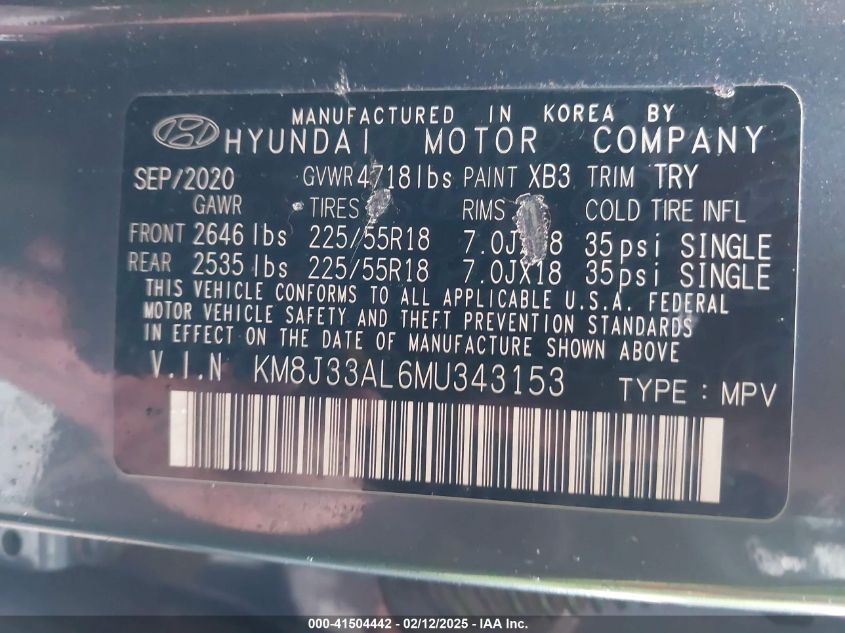 MANUFACTURED IN KOREA BY
HYUNDAI MOTOR COMPANY
SEP/2020 GVWR 4718lbs PAINT XB3 TRIM TRY
GAWR TIRES RIMS COLD TIRE INFL
FRONT 2646 lbs 225/55R18 35psi SINGLE
REAR 2535 lbs 225/55R18 7.0JX18 35psi SINGLE
THIS VEHICLE CONFORMS TO ALL APPLICABLE U.S.A. FEDERAL
MOTOR VEHICLE SAFETY AND THEFT PREVENTION STANDARDS
IN EFFECT ON THE DATE OF MANUFACTURE SHOWN ABOVE
V.I.N KM8J33AL6MU343153 TYPE : MPV
000-41504442 - 02/12/2025 - IAA Inc.